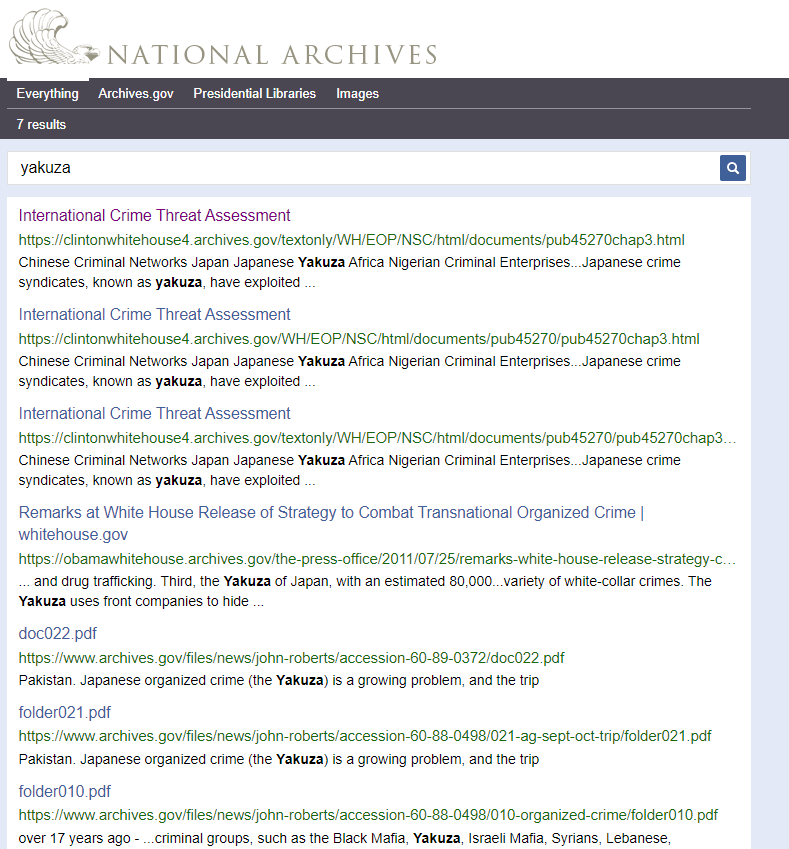 NATIONAL ARCHIVES
Everything Archives.gov Presidential Libraries Images
7 results
yakuza
International Crime Threat Assessment
https://clintonwhitehouse4.archives.gov/textonly/WH/EOP/NSC/html/documents/pub45270chap3.html
Chinese Criminal Networks Japan Japanese Yakuza Africa Nigerian Criminal Enterprises...Japanese crime
syndicates, known as yakuza, have exploited ...
International Crime Threat Assessment
https://clintonwhitehouse4.archives.gov/WH/EOP/NSC/html/documents/pub45270/pub45270chap3.html
Chinese Criminal Networks Japan Japanese Yakuza Africa Nigerian Criminal Enterprises...Japanese crime
syndicates, known as yakuza, have exploited ...
International Crime Threat Assessment
https://clintonwhitehouse4.archives.gov/textonly/WH/EOP/NSC/html/documents/pub45270/pub45270chap3...
Chinese Criminal Networks Japan Japanese Yakuza Africa Nigerian Criminal Enterprises...Japanese crime
syndicates, known as yakuza, have exploited ...
Remarks at White House Release of Strategy to Combat Transnational Organized Crime |
whitehouse.gov
https://obamawhitehouse.archives.gov/the-press-office/2011/07/25/remarks-white-house-release-strategy-c...
... and drug trafficking. Third, the Yakuza of Japan, with an estimated 80,000...variety of white-collar crimes. The
Yakuza uses front companies to hide ...
doc022.pdf
https://www.archives.gov/files/news/john-roberts/accession-60-89-0372/doc022.pdf
Pakistan. Japanese organized crime (the Yakuza) is a growing problem, and the trip
folder021.pdf
https://www.archives.gov/files/news/john-roberts/accession-60-88-0498/021-ag-sept-oct-trip/folder021.pdf
Pakistan. Japanese organized crime (the Yakuza) is a growing problem, and the trip
folder010.pdf
https://www.archives.gov/files/news/john-roberts/accession-60-88-0498/010-organized-crime/folder010.pdf
over 17 years ago - ...criminal groups, such as the Black Mafia, Yakuza, Israeli Mafia, Syrians, Lebanese,